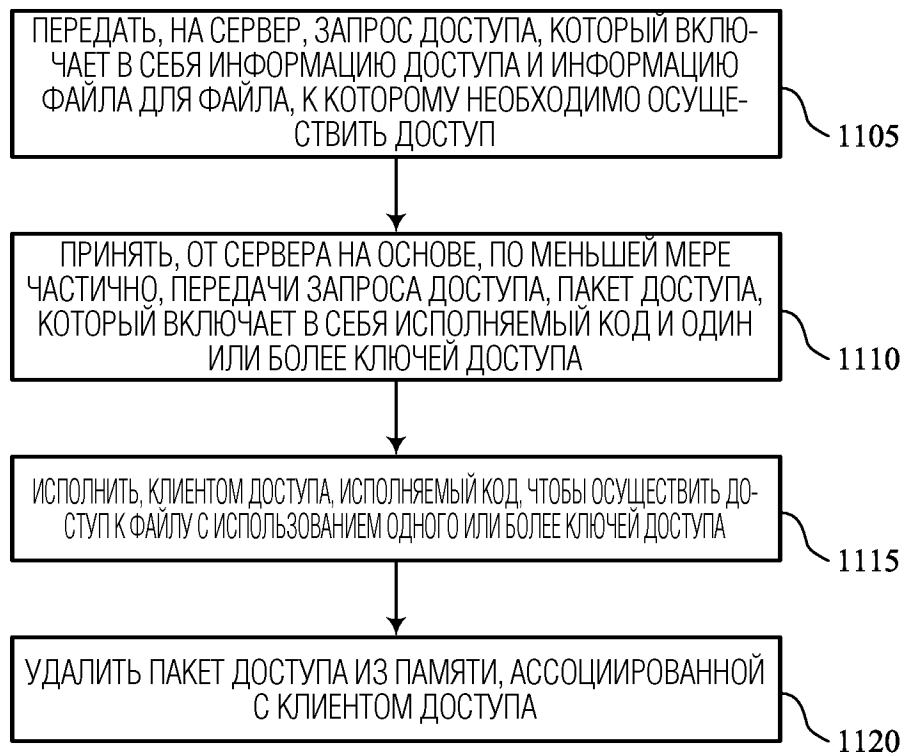 ПЕРЕДАТЬ, НА СЕРВЕР, ЗАПРОС ДОСТУПА, КОТОРЫЙ ВКЛЮ-
ЧАЕТ В СЕБЯ ИНФОРМАЦИЮ ДОСТУПА И ИНФОРМАЦИЮ
ФАЙЛА ДЛЯ ФАЙЛА, К КОТОРОМУ НЕОБХОДИМО ОСУЩЕ-
СТВИТЬ ДОСТУП
1105
ПРИНЯТЬ, ОТ СЕРВЕРА НА ОСНОВЕ, ПО МЕНЬШЕЙ МЕРЕ
ЧАСТИЧНО, ПЕРЕДАЧИ ЗАПРОСА ДОСТУПА, ПАКЕТ ДОСТУПА,
КОТОРЫЙ ВКЛЮЧАЕТ В СЕБЯ ИСПОЛНЯЕМЫЙ КОД И ОДИН
ИЛИ БОЛЕЕ КЛЮЧЕЙ ДОСТУПА
1110
ИСПОЛНИТЬ, КЛИЕНТОМ ДОСТУПА, ИСПОЛНЯЕМЫЙ КОД, ЧТОБЫ ОСУЩЕСТВИТЬ ДО-
СТУП К ФАЙЛУ С ИСПОЛЬЗОВАНИЕМ ОДНОГО ИЛИ БОЛЕЕ КЛЮЧЕЙ ДОСТУПА
1115
УДАЛИТЬ ПАКЕТ ДОСТУПА ИЗ ПАМЯТИ, АССОЦИИРОВАННОЙ
С КЛИЕНТОМ ДОСТУПА
1120